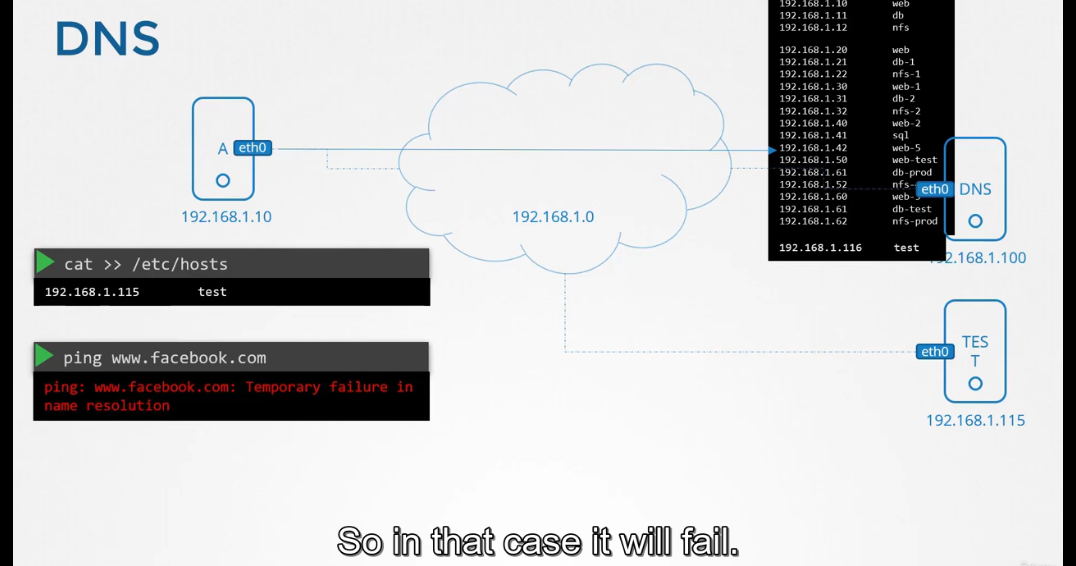 DNS
192.168.1.10 web
192.168.1.11 db
192.168.1.12 nfs
192.168.1.20 web
192.168.1.21 db-1
192.168.1.22 nfs-1
192.168.1.30 web-1
192.168.1.31 db-2
192.168.1.32 nfs-2
192.168.1.40 web-2
192.168.1.41 sql
192.168.1.42 web-5
192.168.1.50 web-test
192.168.1.61 db-prod
192.168.1.52 nfs-
192.168.1.60 web-
192.168.1.61 db-test
192.168.1.62 nfs-prod
192.168.1.116 test
A eth0
192.168.1.10
192.168.1.0
eth0 DNS
2.168.1.100
cat >> /etc/hosts
192.168.1.115 test
ping www.facebook.com
ping: www.facebook.com: Temporary failure in
name resolution
eth0 TES
T
192.168.1.115
So in that case it will fail.